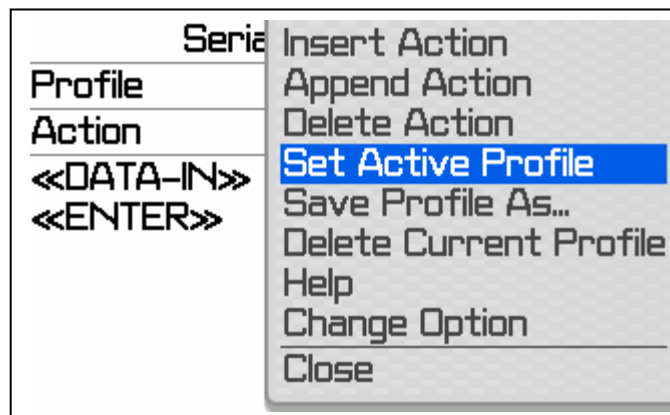 Seria
Profile
Action
≪DATA-IN≫
≪ENTER≫
Insert Action
Append Action
Delete Action
Set Active Profile
Save Profile As...
Delete Current Profile
Help
Change Option
Close